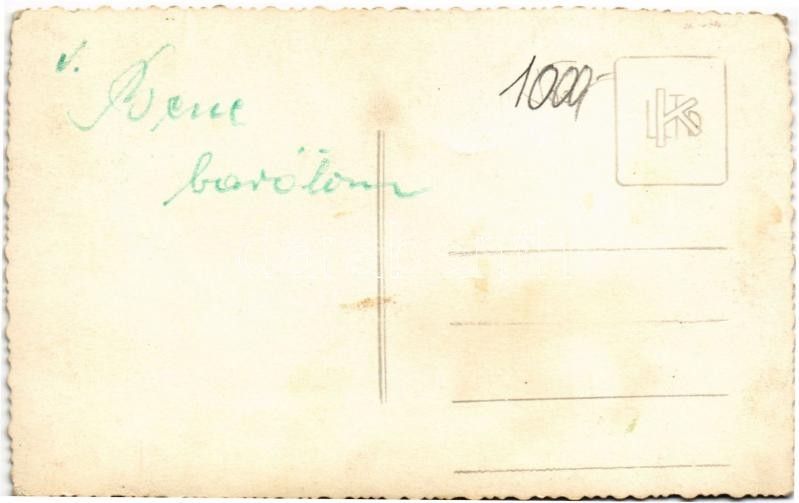 v. Bene
barátom
1000,-